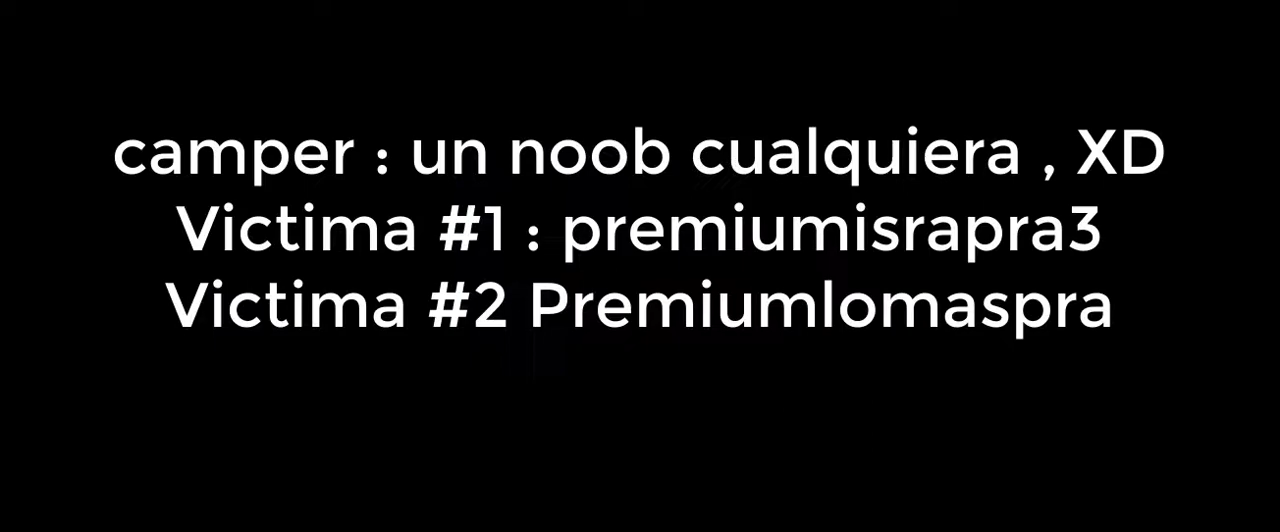 camper : un noob cualquiera , XD
Victima #1 : premiumisrapra3
Victima #2 Premiumlomaspra